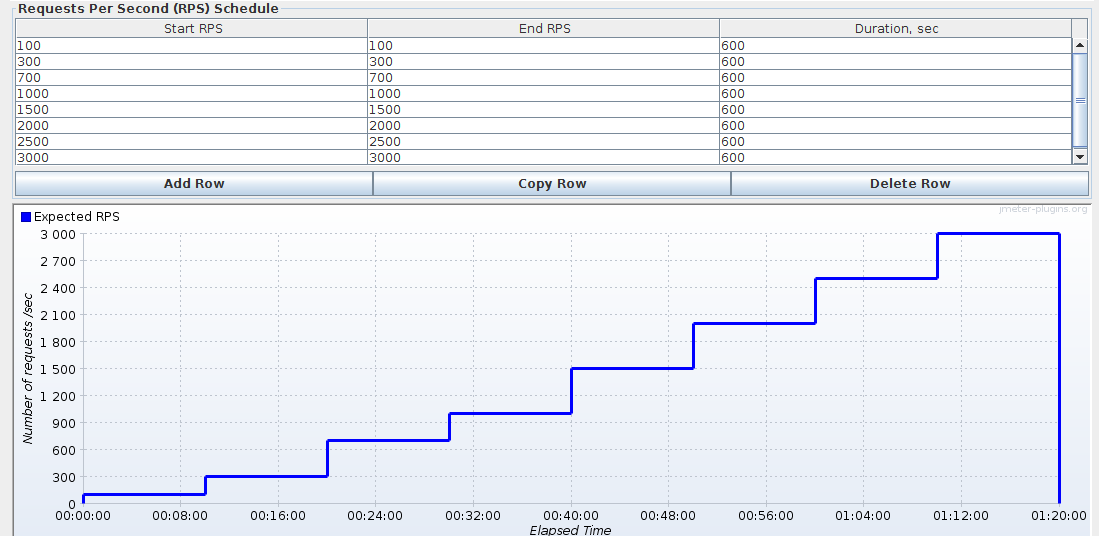 Requests Per Second (RPS) Schedule
Start RPS End RPS Duration, sec
100 100 600
300 300 600
700 700 600
1000 1000 600
1500 1500 600
2000 2000 600
2500 2500 600
3000 3000 600
Add Row Copy Row Delete Row
jmeter-plugins.org
Expected RPS
3 000
2 700
2 400
2 100
1 800
1 500
1 200
900
600
300
0
Number of requests /sec
00:00:00 00:08:00 00:16:00 00:24:00 00:32:00 00:40:00 00:48:00 00:56:00 01:04:00 01:12:00 01:20:00
Elapsed Time